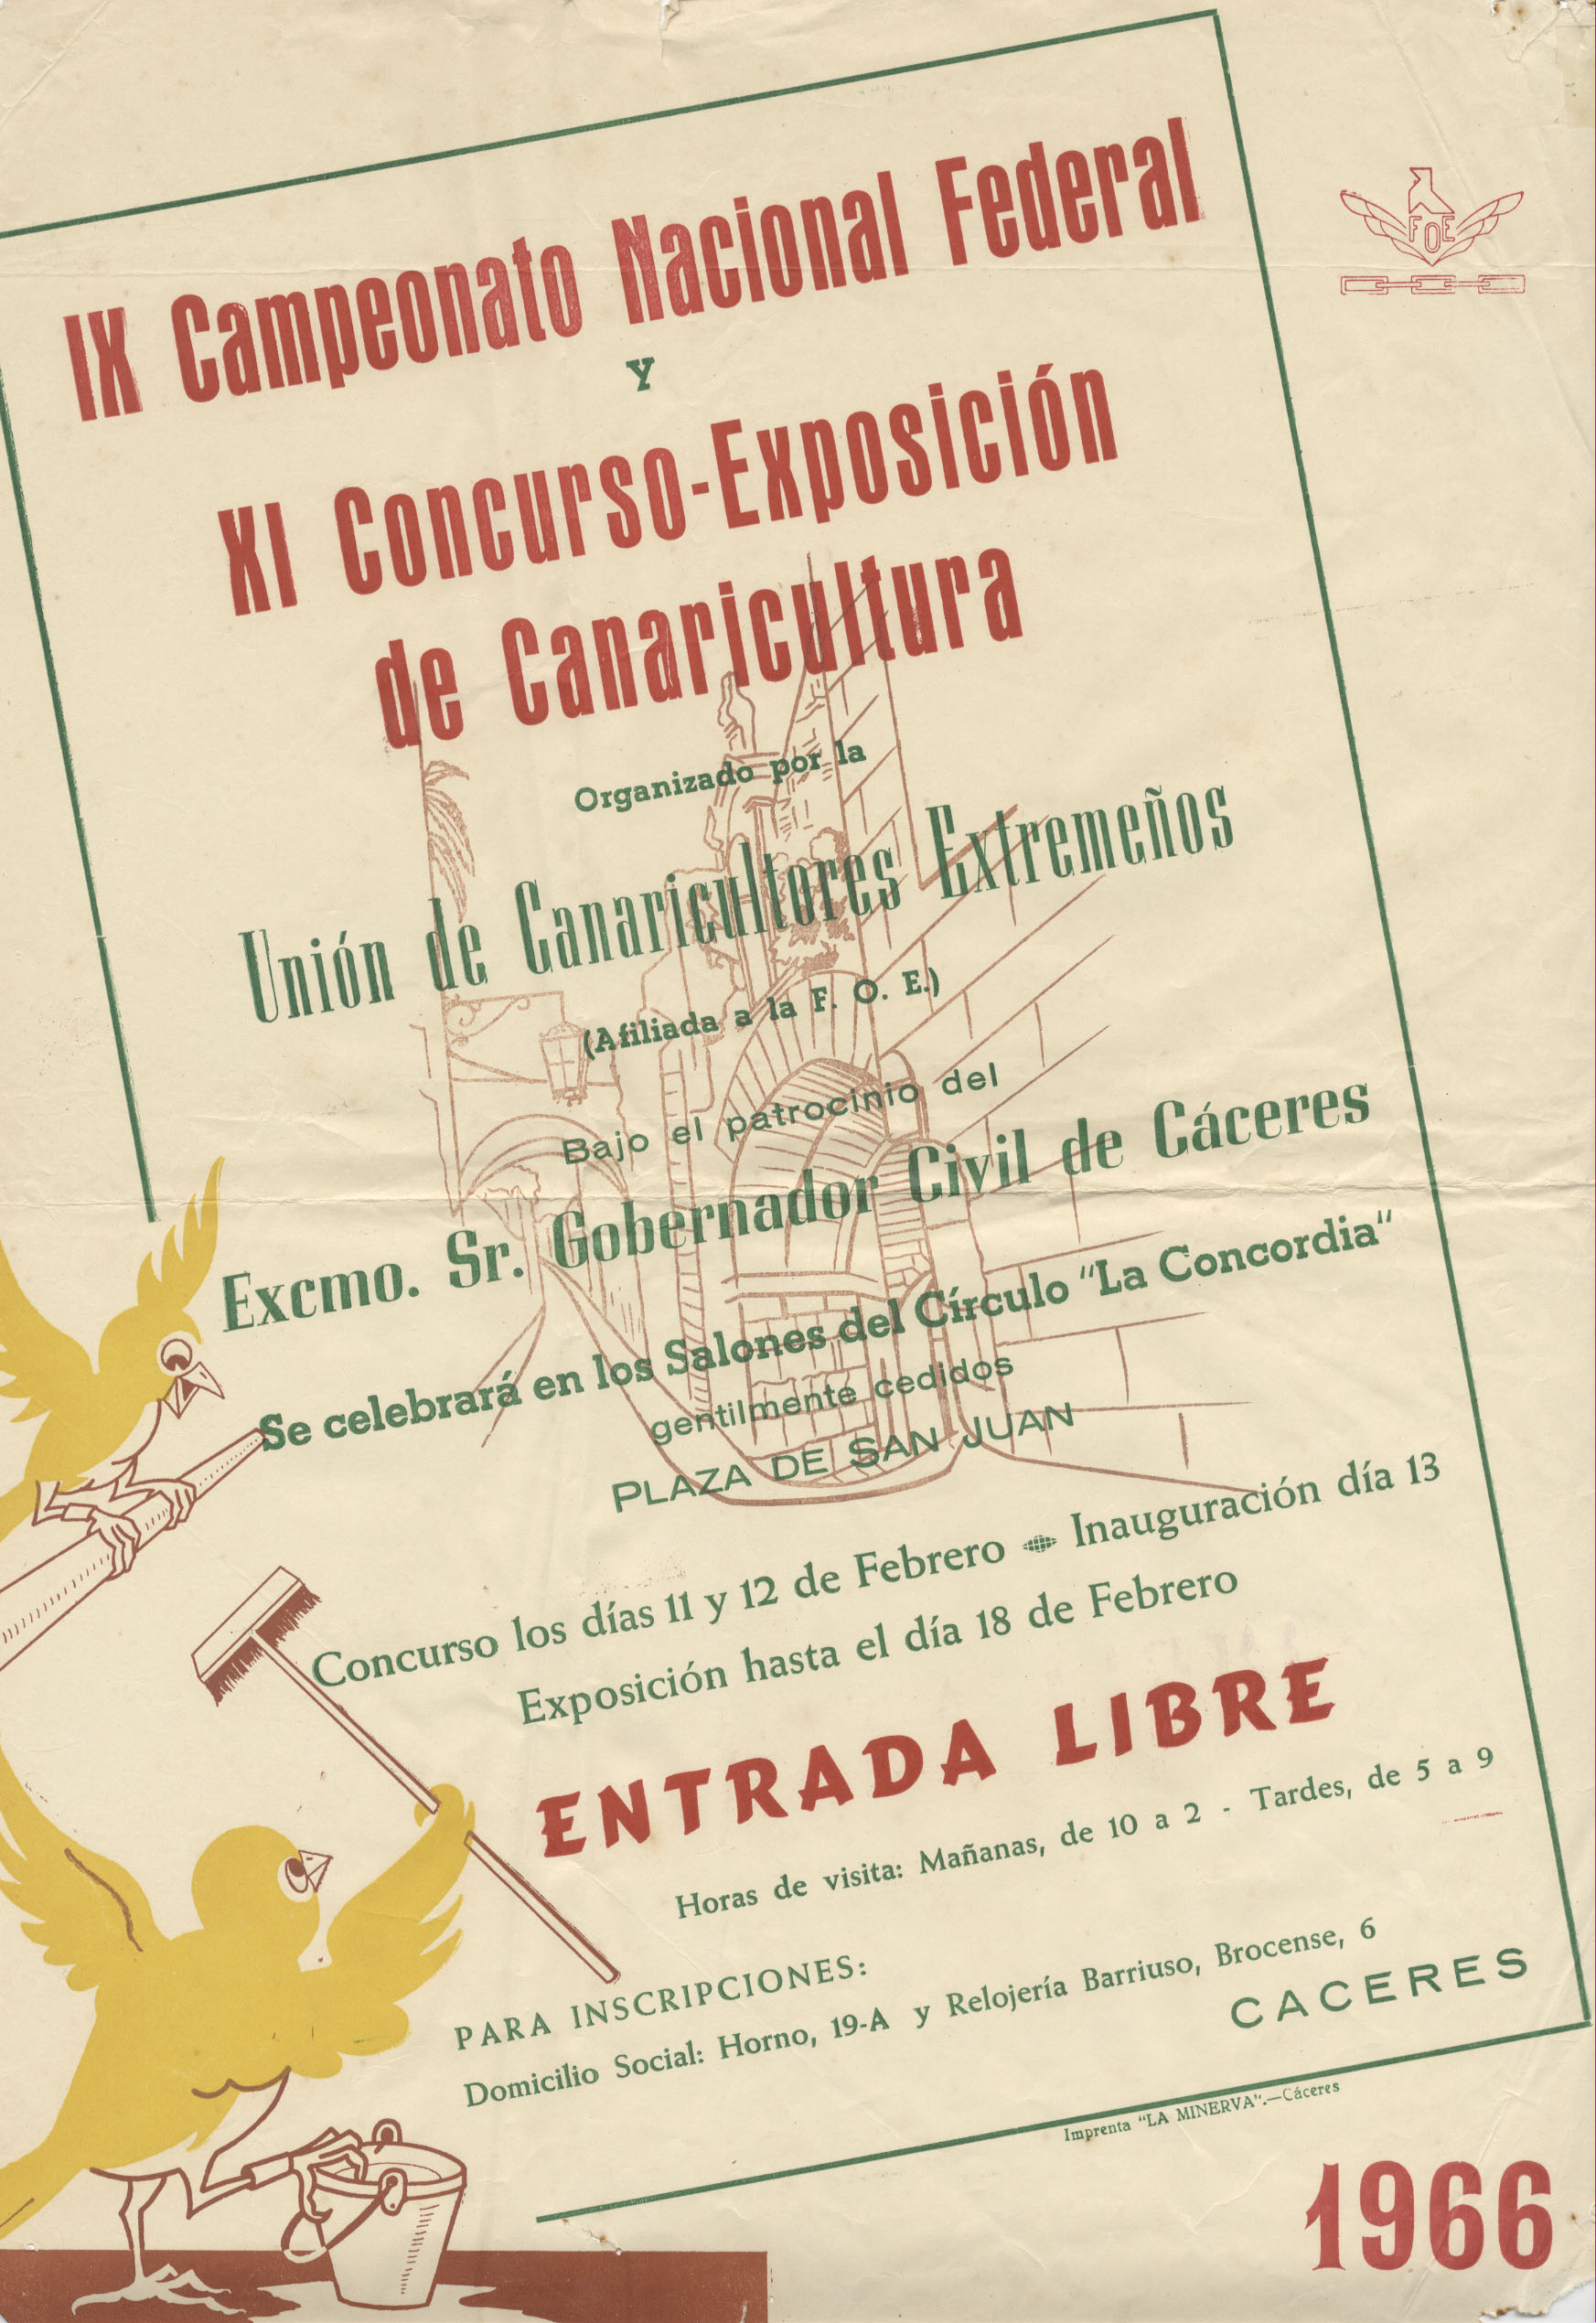 IX Campeonato Nacional Federal
y
XI Concurso-Exposición
de Canaricultura
FOE
Organizado por la
Unión de Canaricultores Extremeños
(Afiliada a la F. O. E.)
Bajo el patrocinio del
Excmo. Sr. Gobernador Civil de Cáceres
Se celebrará en los Salones del Círculo "La Concordia"
gentilmente cedidos
PLAZA DE SAN JUAN
Concurso los días 11 y 12 de Febrero Inauguración día 13
Exposición hasta el día 18 de Febrero
ENTRADA LIBRE
Horas de visita: Mañanas, de 10 a 2 - Tardes, de 5 a 9
PARA INSCRIPCIONES:
Domicilio Social: Horno, 19-A y Relojería Barriuso, Brocense, 6
CACERES
Imprenta "LA MINERVA".—Cáceres
1966